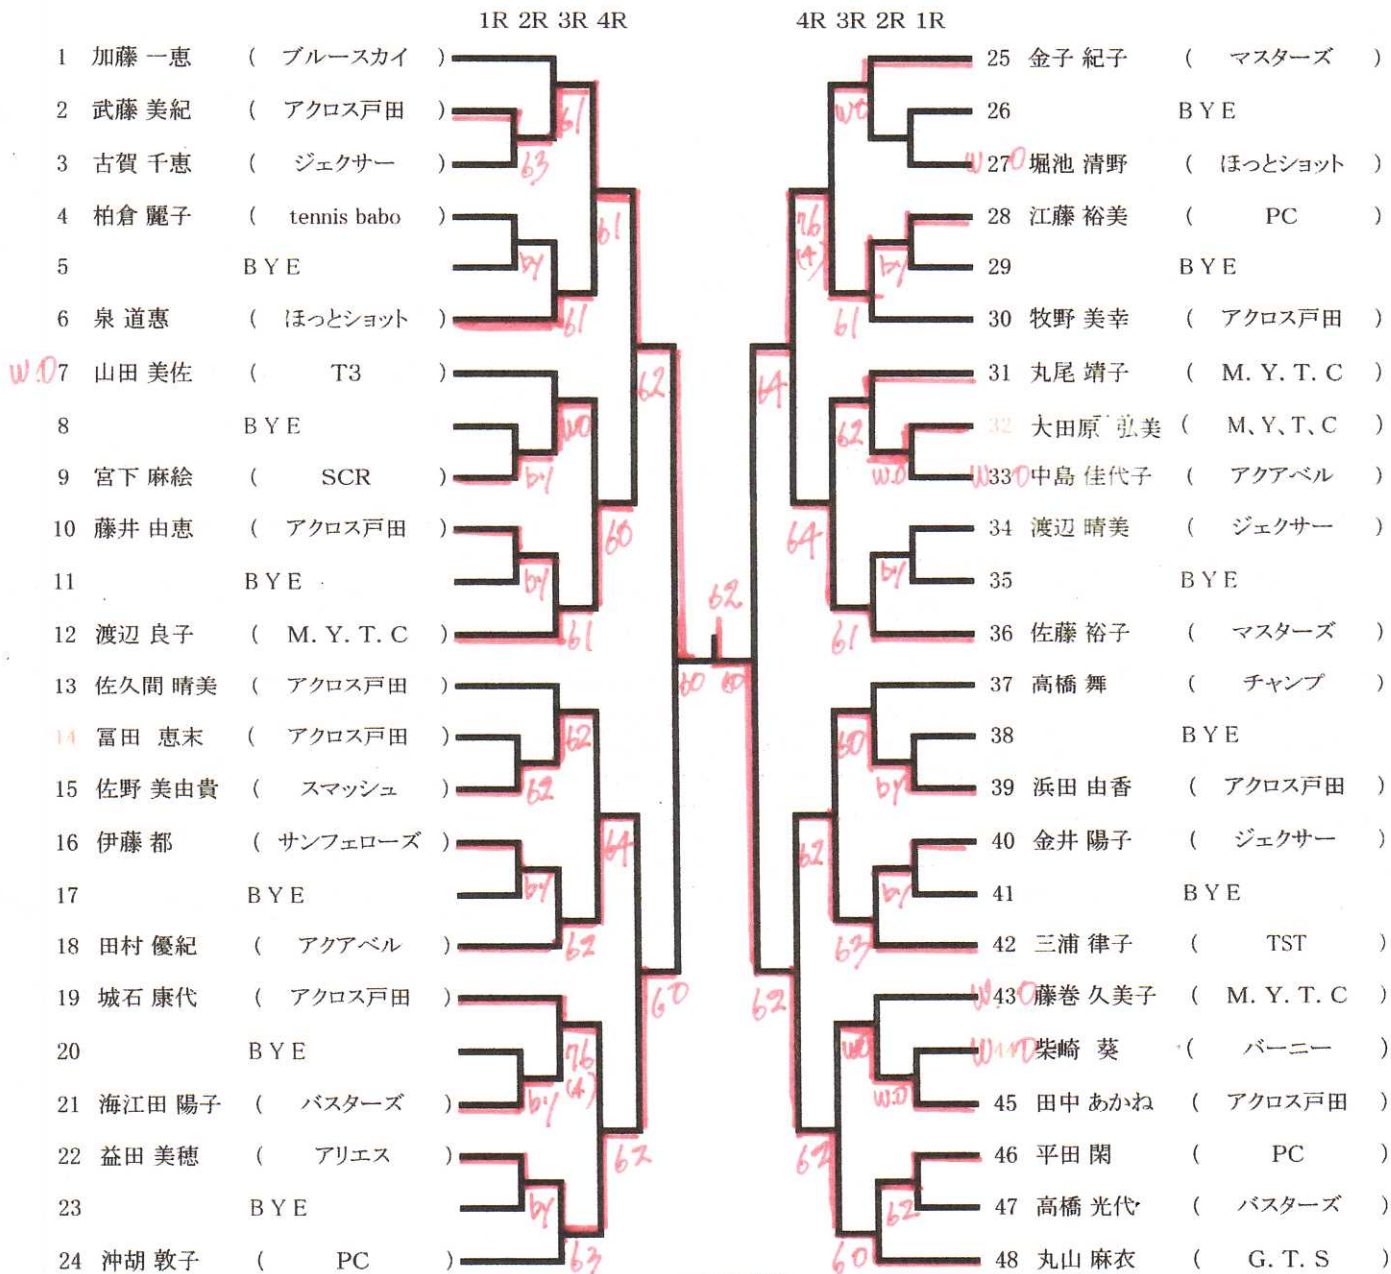 1R 2R 3R 4R
1 加藤 一恵 ( ブルースカイ )
2 武藤 美紀 ( アクロス戸田 )
61
3 古賀 千恵 ( ジェクサー )
63
4 柏倉 麗子 ( tennis babo )
61
5 BYE
by
6 泉 道惠 ( ほっとショット )
61
W.O 7 山田 美佐 ( T3 )
62
8 BYE
WO
9 宮下 麻絵 ( SCR )
by
10 藤井 由恵 ( アクロス戸田 )
60
11 BYE
by
12 渡辺 良子 ( M. Y. T. C )
61
13 佐久間 晴美 ( アクロス戸田 )
60
14 冨田 恵末 ( アクロス戸田 )
62
15 佐野 美由貴 ( スマッシュ )
62
16 伊藤 都 ( サンフェローズ )
64
17 BYE
by
18 田村 優紀 ( アクアベル )
62
19 城石 康代 ( アクロス戸田 )
60
20 BYE
76
(4)
21 海江田 陽子 ( バスターズ )
by
22 益田 美穂 ( アリエス )
62
23 BYE
by
24 沖胡 敦子 ( PC )
63
62
4R 3R 2R 1R
25 金子 紀子 ( マスターズ )
26 BYE
WO
W.O 27 堀池 清野 ( ほっとショット )
28 江藤 裕美 ( PC )
76
(4)
29 BYE
by
30 牧野 美幸 ( アクロス戸田 )
61
31 丸尾 靖子 ( M. Y. T. C )
64
32 大田原 弘美 ( M、Y、T、C )
62
W.O 33 中島 佳代子 ( アクアベル )
W.O
34 渡辺 晴美 ( ジェクサー )
64
35 BYE
by
36 佐藤 裕子 ( マスターズ )
61
37 高橋 舞 ( チャンプ )
60
38 BYE
60
39 浜田 由香 ( アクロス戸田 )
by
40 金井 陽子 ( ジェクサー )
62
41 BYE
by
42 三浦 律子 ( TST )
63
W.O 43 藤巻 久美子 ( M. Y. T. C )
62
W.O 44 柴崎 葵 ( バーニー )
WO
45 田中 あかね ( アクロス戸田 )
W.O
46 平田 閑 ( PC )
62
47 高橋 光代 ( バスターズ )
62
48 丸山 麻衣 ( G. T. S )
60